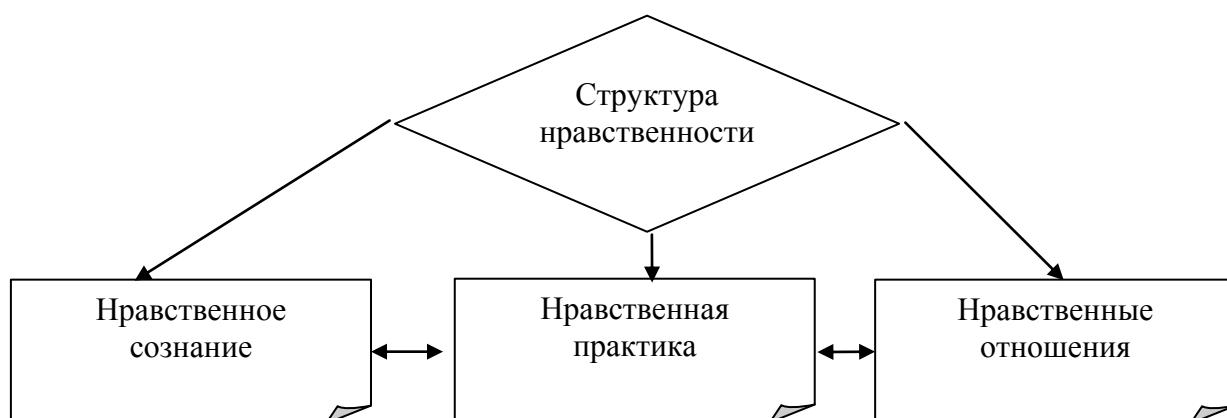 Структура
нравственности
Нравственное
сознание
Нравственная
практика
Нравственные
отношения